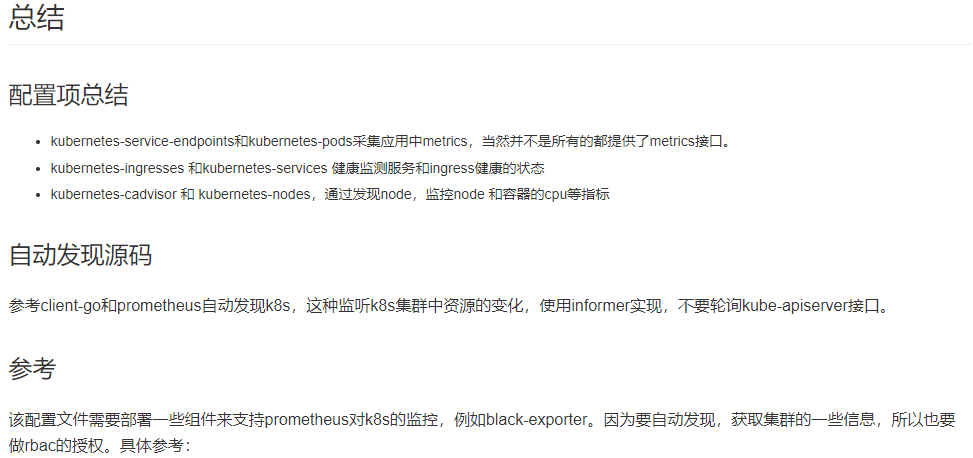 总结
配置项总结
kubernetes-service-endpoints和kubernetes-pods采集应用中metrics，当然并不是所有的都提供了metrics接口。
kubernetes-ingresses 和kubernetes-services 健康监测服务和ingress健康的状态
kubernetes-cadvisor 和 kubernetes-nodes，通过发现node，监控node 和容器的cpu等指标
自动发现源码
参考client-go和prometheus自动发现k8s，这种监听k8s集群中资源的变化，使用informer实现，不要轮询kube-apiserver接口。
参考
该配置文件需要部署一些组件来支持prometheus对k8s的监控，例如black-exporter。因为要自动发现，获取集群的一些信息，所以也要
做rbac的授权。具体参考：